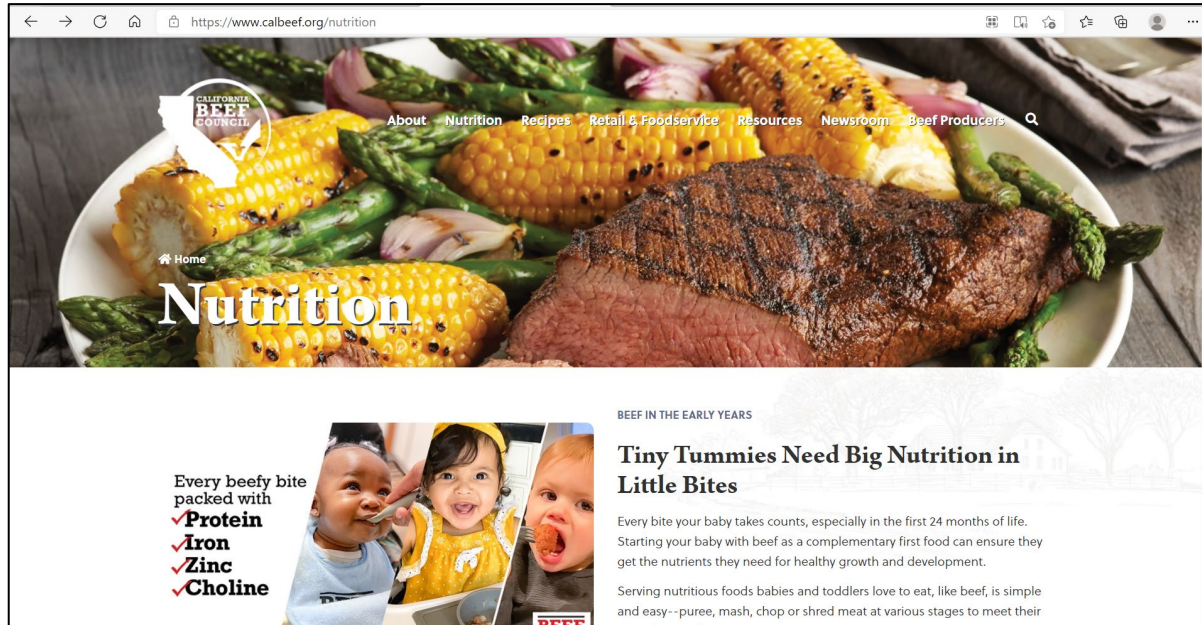 https://www.calbeef.org/nutrition
CALIFORNIA
BEEF
COUNCIL
About Nutrition Recipes Retail & Foodservice Resources Newsroom Beef Producers
Home
Nutrition
Every beefy bite
packed with
Protein
Iron
Zinc
Choline
BEEF
BEEF IN THE EARLY YEARS
Tiny Tummies Need Big Nutrition in
Little Bites
Every bite your baby takes counts, especially in the first 24 months of life.
Starting your baby with beef as a complementary first food can ensure they
get the nutrients they need for healthy growth and development.
Serving nutritious foods babies and toddlers love to eat, like beef, is simple
and easy--puree, mash, chop or shred meat at various stages to meet their